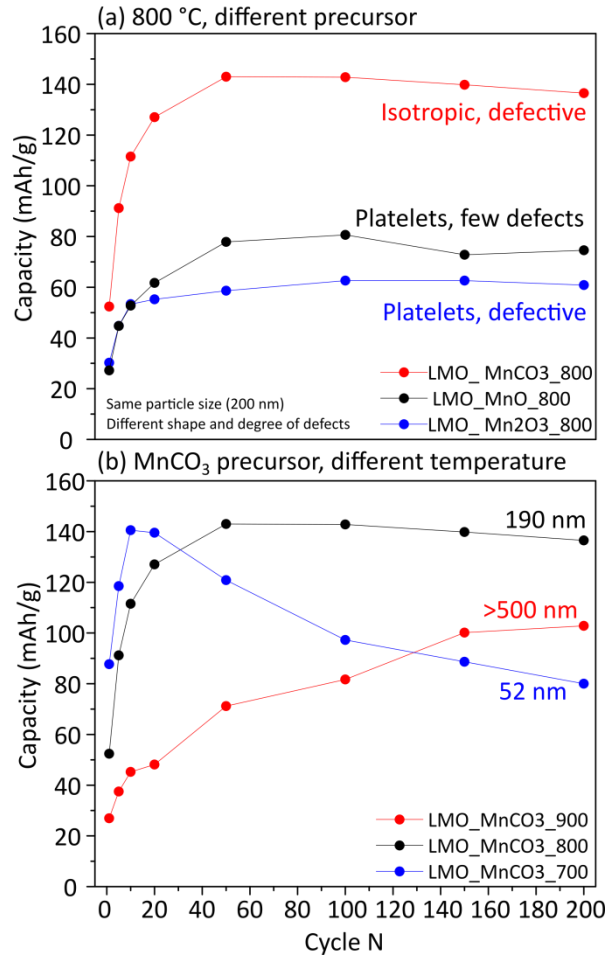 (a) 800 °C, different precursor
160
140
120
100
80
60
40
20
0
Capacity (mAh/g)
Isotropic, defective
Platelets, few defects
Platelets, defective
LMO_ MnCO3_800
LMO_MnO_800
LMO_ Mn2O3_800
Same particle size (200 nm)
Different shape and degree of defects
(b) MnCO₃ precursor, different temperature
160
140
120
100
80
60
40
20
0
Capacity (mAh/g)
190 nm
>500 nm
52 nm
LMO_MnCO3_900
LMO_MnCO3_800
LMO_MnCO3_700
0 20 40 60 80 100 120 140 160 180 200
Cycle N